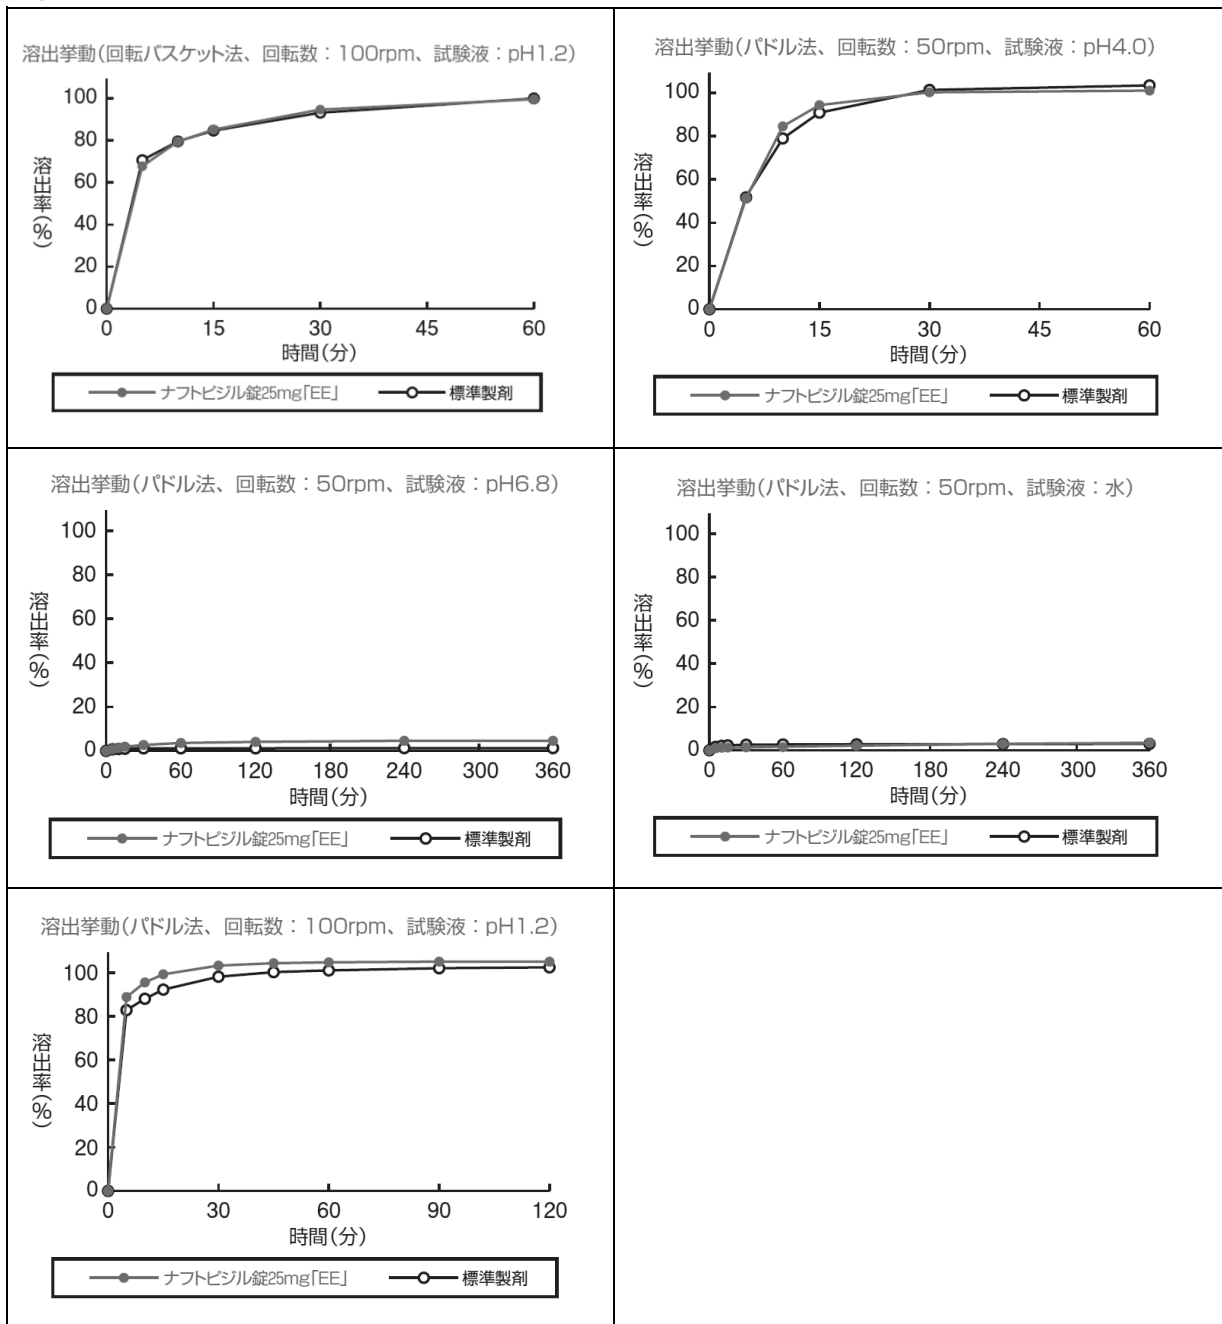 溶出挙動(回転バスケット法、回転数：100rpm、試験液：pH1.2)
100
80
60
40
20
0
溶出率(%)
0 15 30 45 60
時間(分)
ナフトピジル錠25mg「EE」 標準製剤
溶出挙動(パドル法、回転数：50rpm、試験液：pH4.0)
100
80
60
40
20
0
溶出率(%)
0 15 30 45 60
時間(分)
ナフトピジル錠25mg「EE」 標準製剤
溶出挙動(パドル法、回転数：50rpm、試験液：pH6.8)
100
80
60
40
20
0
溶出率(%)
0 60 120 180 240 300 360
時間(分)
ナフトピジル錠25mg「EE」 標準製剤
溶出挙動(パドル法、回転数：50rpm、試験液：水)
100
80
60
40
20
0
溶出率(%)
0 60 120 180 240 300 360
時間(分)
ナフトピジル錠25mg「EE」 標準製剤
溶出挙動(パドル法、回転数：100rpm、試験液：pH1.2)
100
80
60
40
20
0
溶出率(%)
0 30 60 90 120
時間(分)
ナフトピジル錠25mg「EE」 標準製剤